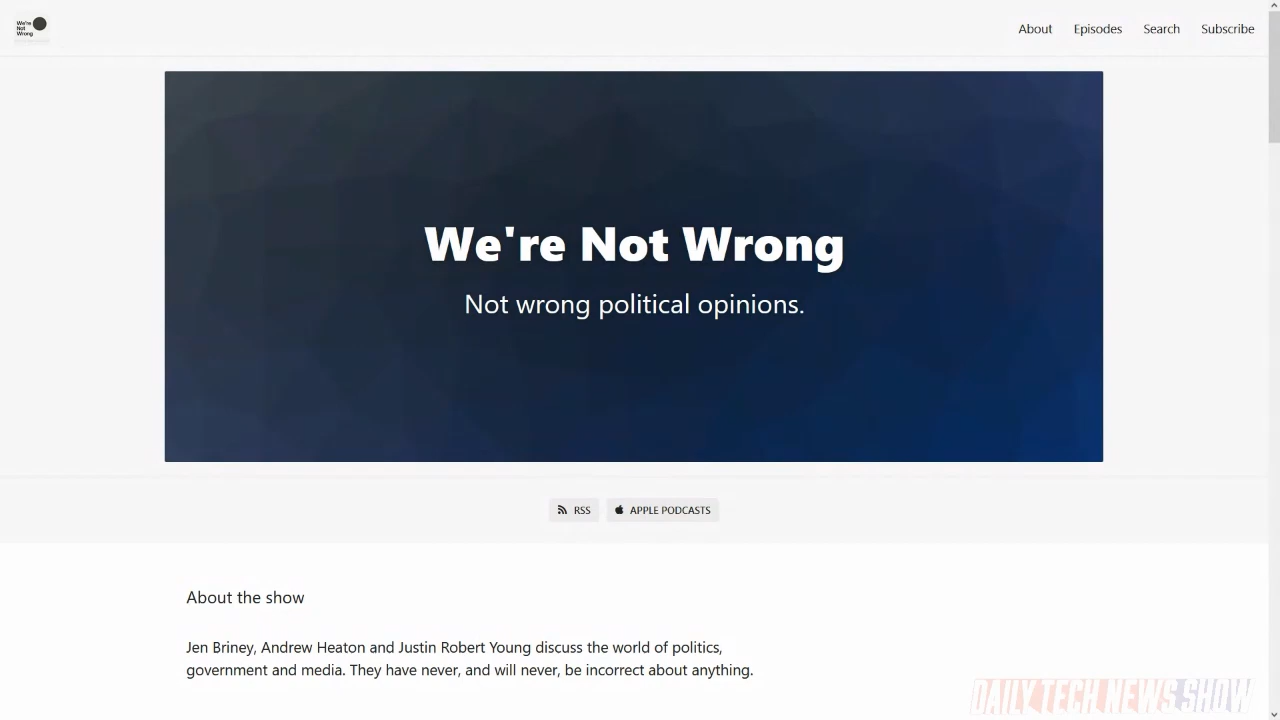 We're
Not
Wrong
About
Episodes
Search
Subscribe
We're Not Wrong
Not wrong political opinions.
RSS
APPLE PODCASTS
About the show
Jen Briney, Andrew Heaton and Justin Robert Young discuss the world of politics,
government and media. They have never, and will never, be incorrect about anything.
DAILY TECH NEWS SHOW